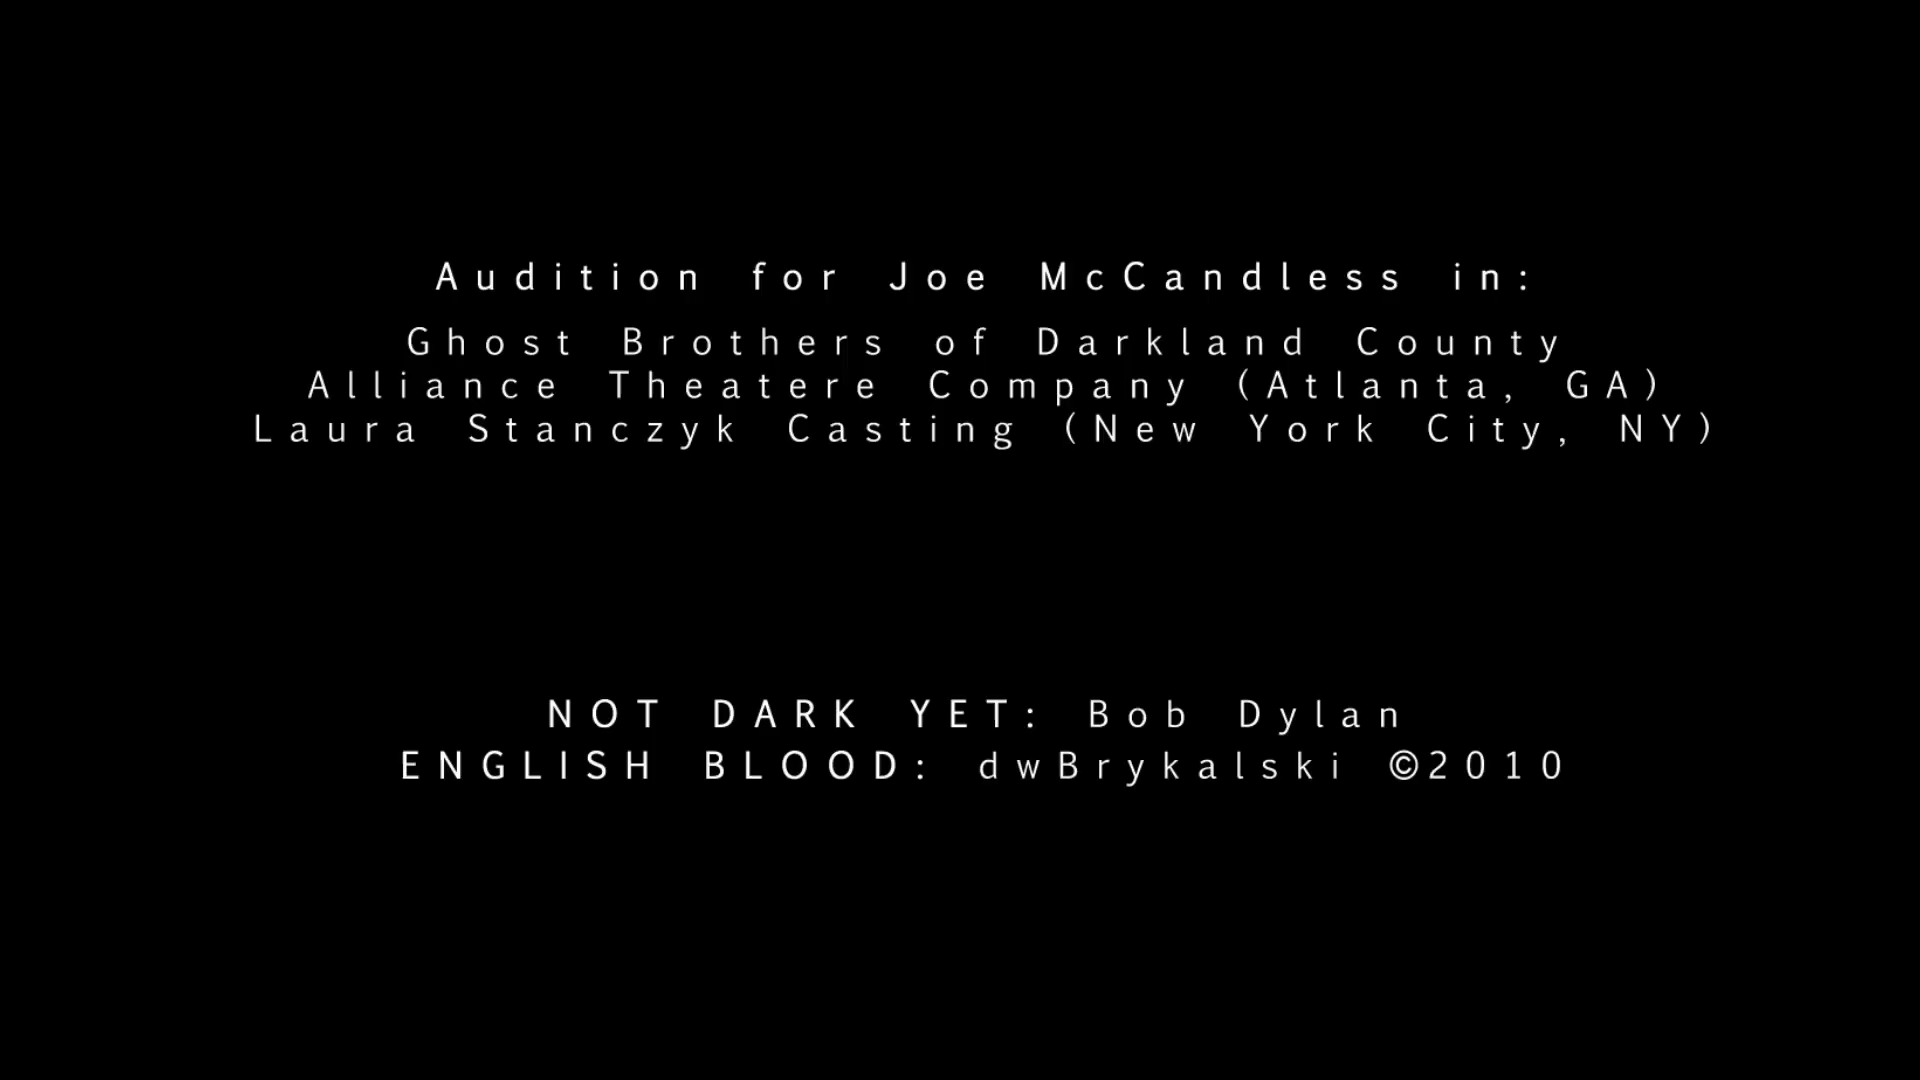 Audition for Joe McCandless in:
Ghost Brothers of Darkland County
Alliance Theatere Company (Atlanta, GA)
Laura Stanczyk Casting (New York City, NY)
NOT DARK YET: Bob Dylan
ENGLISH BLOOD: dwBrykalski ©2010